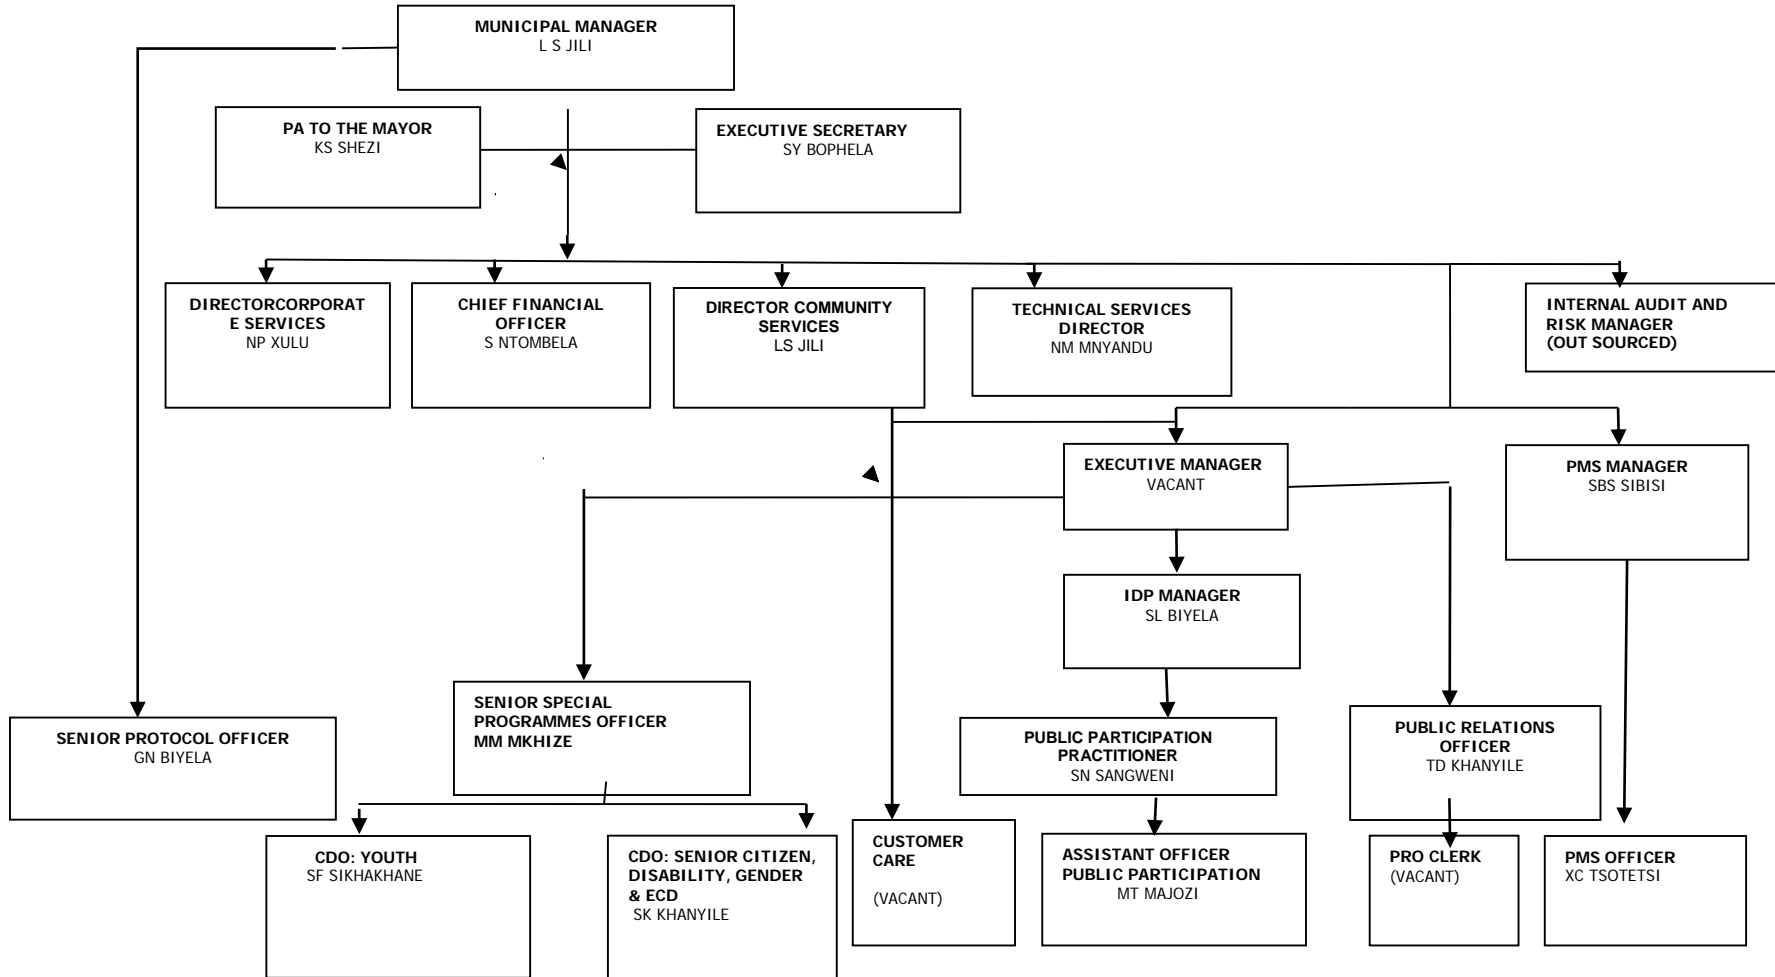 MUNICIPAL MANAGER
L S JILI
PA TO THE MAYOR
KS SHEZI
EXECUTIVE SECRETARY
SY BOPHELA
DIRECTORCORPORAT
E SERVICES
NP XULU
CHIEF FINANCIAL
OFFICER
S NTOMBELA
DIRECTOR COMMUNITY
SERVICES
LS JILI
TECHNICAL SERVICES
DIRECTOR
NM MNYANDU
INTERNAL AUDIT AND
RISK MANAGER
(OUT SOURCED)
EXECUTIVE MANAGER
VACANT
PMS MANAGER
SBS SIBISI
IDP MANAGER
SL BIYELA
SENIOR PROTOCOL OFFICER
GN BIYELA
SENIOR SPECIAL
PROGRAMMES OFFICER
MM MKHIZE
PUBLIC PARTICIPATION
PRACTITIONER
SN SANGWENI
PUBLIC RELATIONS
OFFICER
TD KHANYILE
CDO: YOUTH
SF SIKHAKHANE
CDO: SENIOR CITIZEN,
DISABILITY, GENDER
& ECD
SK KHANYILE
CUSTOMER
CARE
(VACANT)
ASSISTANT OFFICER
PUBLIC PARTICIPATION
MT MAJOZI
PRO CLERK
(VACANT)
PMS OFFICER
XC TSOTETSI